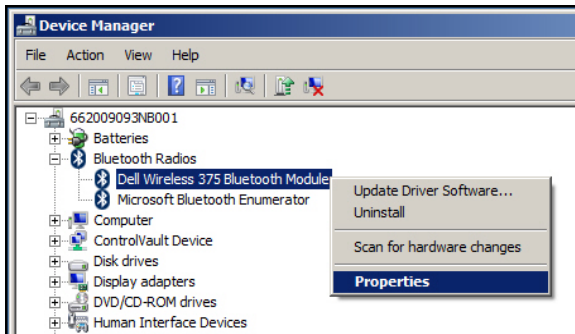 Device Manager
File Action View Help
662009093NB001
Batteries
Bluetooth Radios
Dell Wireless 375 Bluetooth Module
Microsoft Bluetooth Enumerator
Computer
ControlVault Device
Disk drives
Display adapters
DVD/CD-ROM drives
Human Interface Devices
Update Driver Software...
Uninstall
Scan for hardware changes
Properties